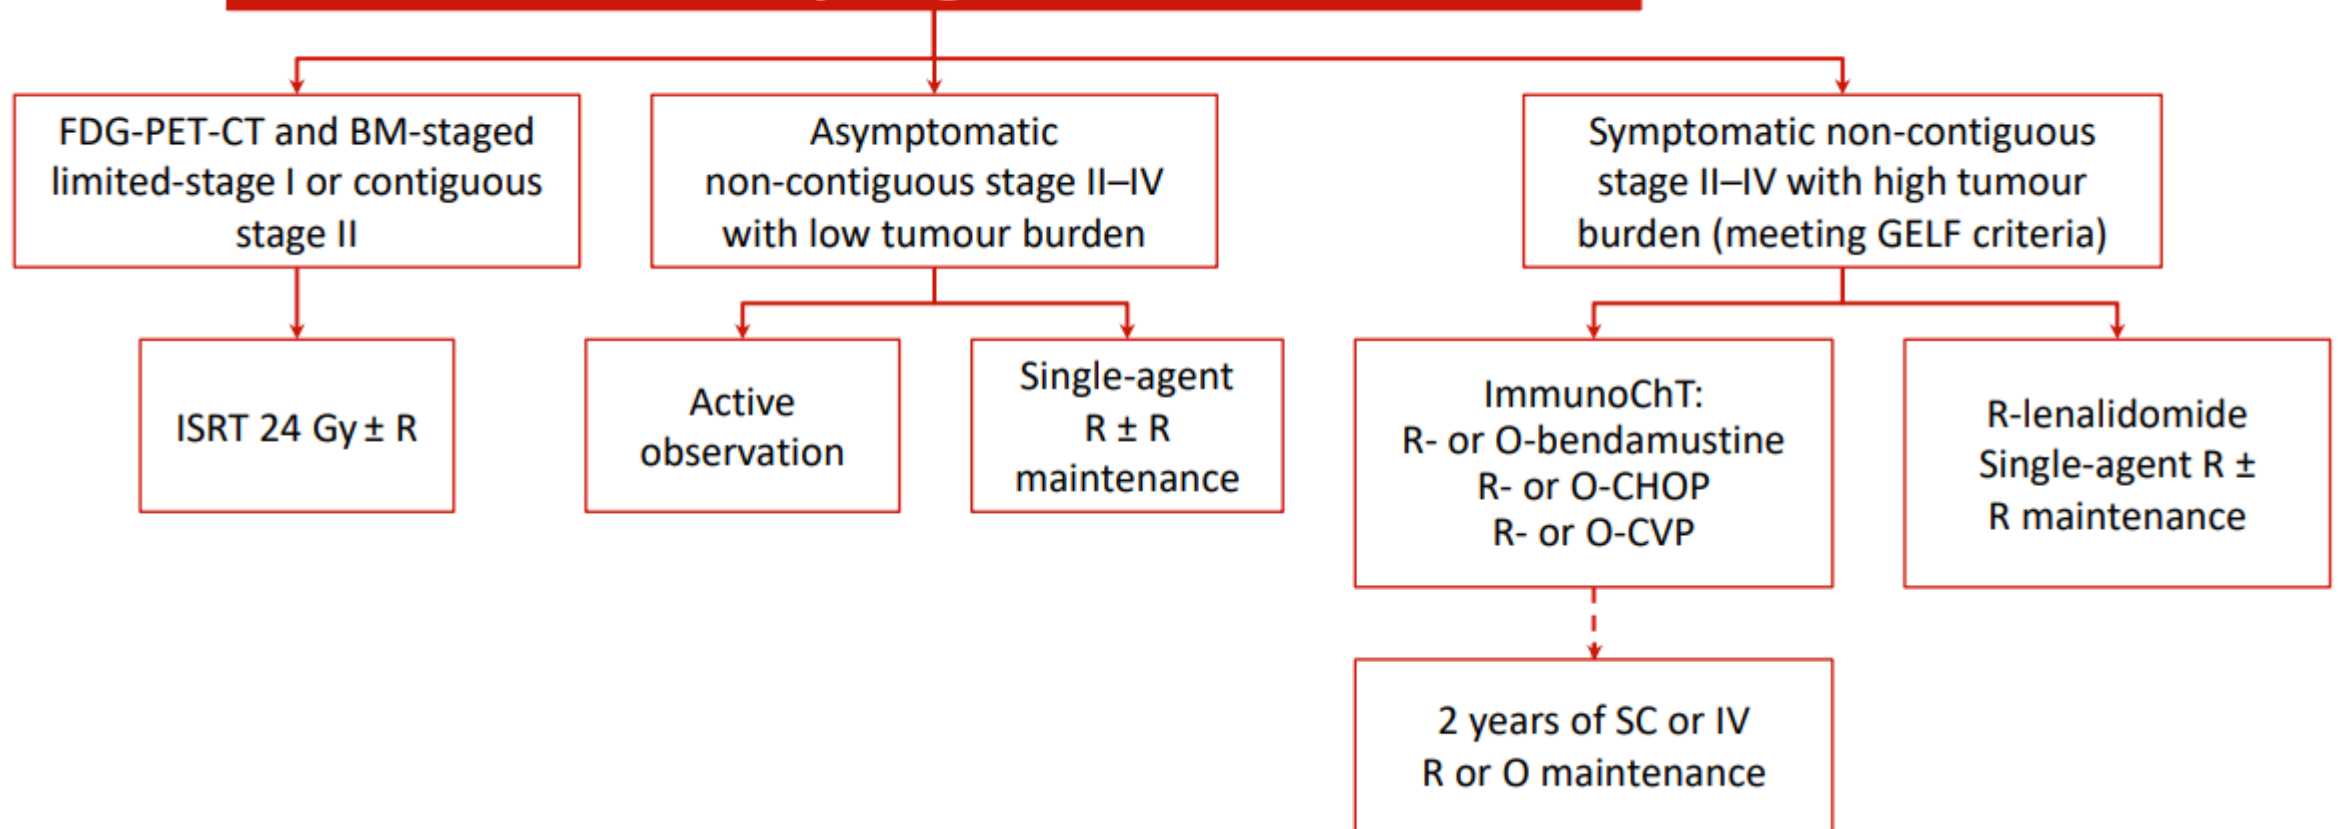 FDG-PET-CT and BM-staged
limited-stage I or contiguous
stage II
Asymptomatic
non-contiguous stage II–IV
with low tumour burden
Symptomatic non-contiguous
stage II–IV with high tumour
burden (meeting GELF criteria)
ISRT 24 Gy ± R
Active
observation
Single-agent
R ± R
maintenance
ImmunoChT:
R- or O-bendamustine
R- or O-CHOP
R- or O-CVP
R-lenalidomide
Single-agent R ±
R maintenance
2 years of SC or IV
R or O maintenance